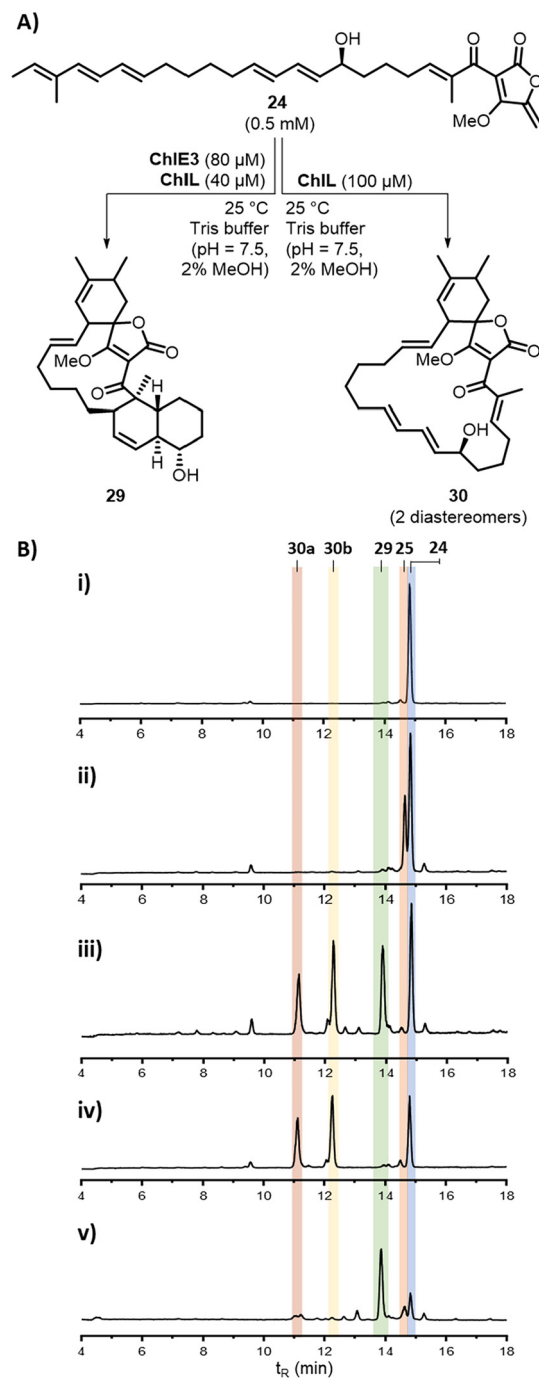 A)
OH
O
O
O
MeO
24
(0.5 mM)
ChlE3 (80 µM)
ChlL (40 µM)
ChlL (100 µM)
25 °C
Tris buffer
(pH = 7.5,
2% MeOH)
25 °C
Tris buffer
(pH = 7.5,
2% MeOH)
O
O
MeO
O
H
H
OH
29
O
O
MeO
O
OH
30
(2 diastereomers)
B)
30a 30b 29 25 24
i)
4 6 8 10 12 14 16 18
ii)
4 6 8 10 12 14 16 18
iii)
4 6 8 10 12 14 16 18
iv)
4 6 8 10 12 14 16 18
v)
4 6 8 10 12 14 16 18
tR (min)